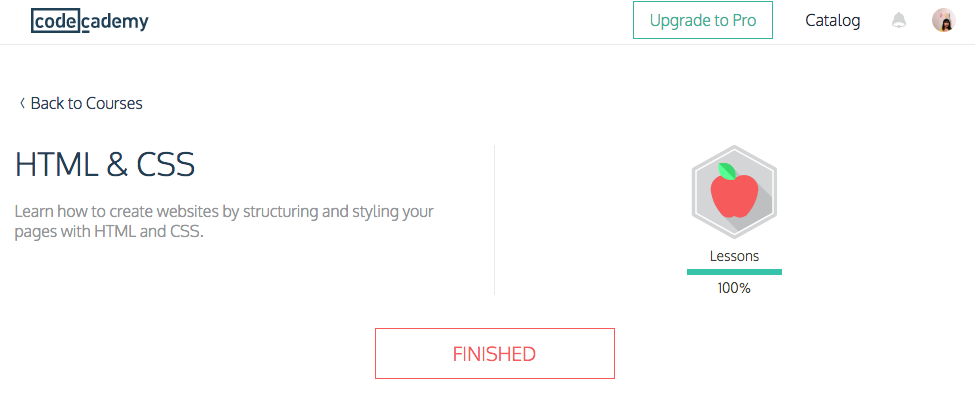 codecademy
Upgrade to Pro
Catalog
Back to Courses
HTML & CSS
Learn how to create websites by structuring and styling your
pages with HTML and CSS.
Lessons
100%
FINISHED